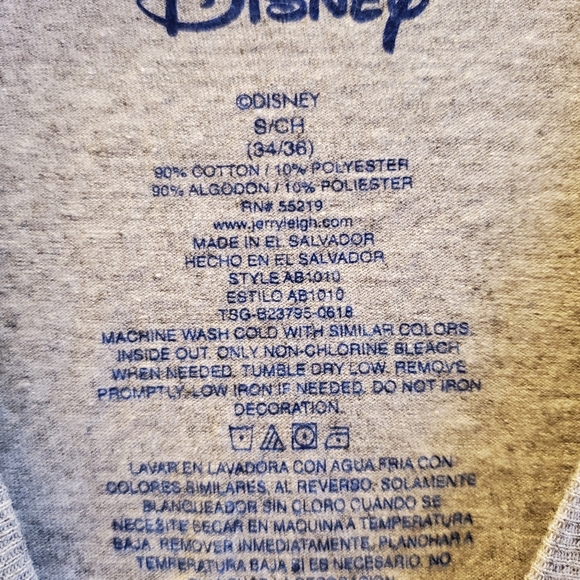 Disney
©DISNEY
S/CH
(34/36)
90% COTTON / 10% POLYESTER
90% ALGODON / 10% POLIESTER
RN# 55219
www.jerryleigh.com
MADE IN EL SALVADOR
HECHO EN EL SALVADOR
STYLE AB1010
ESTILO AB1010
TSG-B23795-0618
MACHINE WASH COLD WITH SIMILAR COLORS
INSIDE OUT. ONLY NON-CHLORINE BLEACH
WHEN NEEDED. TUMBLE DRY LOW. REMOVE
PROMPTLY. LOW IRON IF NEEDED. DO NOT IRON
DECORATION.
LAVAR EN LAVADORA CON AGUA FRIA CON
COLORES SIMILARES, AL REVERSO. SOLAMENTE
BLANQUEADOR SIN CLORO CUANDO SE
NECESITE SECAR EN MAQUINA A TEMPERATURA
BAJA. REMOVER INMEDIATAMENTE. PLANCHAR A
TEMPERATURA BAJA SI ES NECESARIO. NO